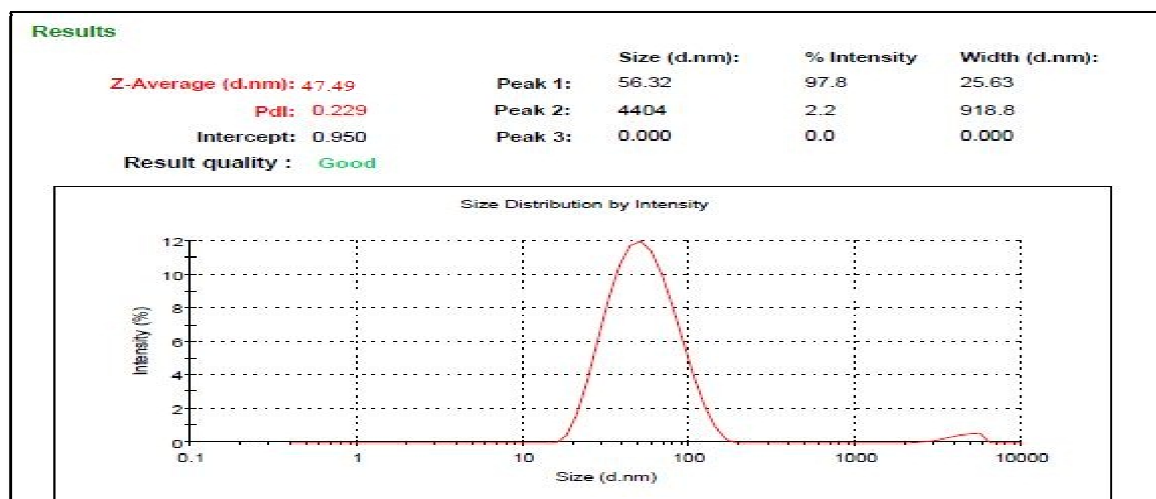 Results
Size (d.nm): % Intensity Width (d.nm):
Z-Average (d.nm): 47.49 Peak 1: 56.32 97.8 25.63
PdI: 0.229 Peak 2: 4404 2.2 918.8
Intercept: 0.950 Peak 3: 0.000 0.0 0.000
Result quality : Good
Size Distribution by Intensity
12
10
8
6
4
2
0
Intensity (%)
0.1 1 10 100 1000 10000
Size (d.nm)